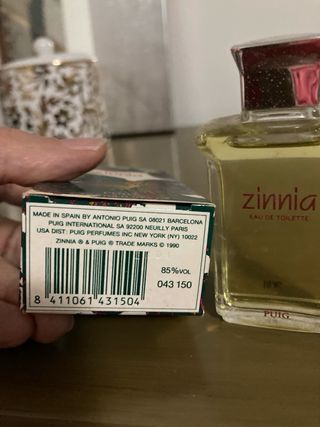 zinnia
MADE IN SPAIN BY ANTONIO PUIG SA 08021 BARCELONA
PUIG INTERNATIONAL SA 92200 NEUILLY PARIS
USA DIST: PUIG PERFUMES INC NEW YORK (NY) 10022
ZINNIA ® & PUIG ® TRADE MARKS © 1990
85%VOL
043 150
8 411061 431504
zinnia
EAU DE TOILETTE
PUIG